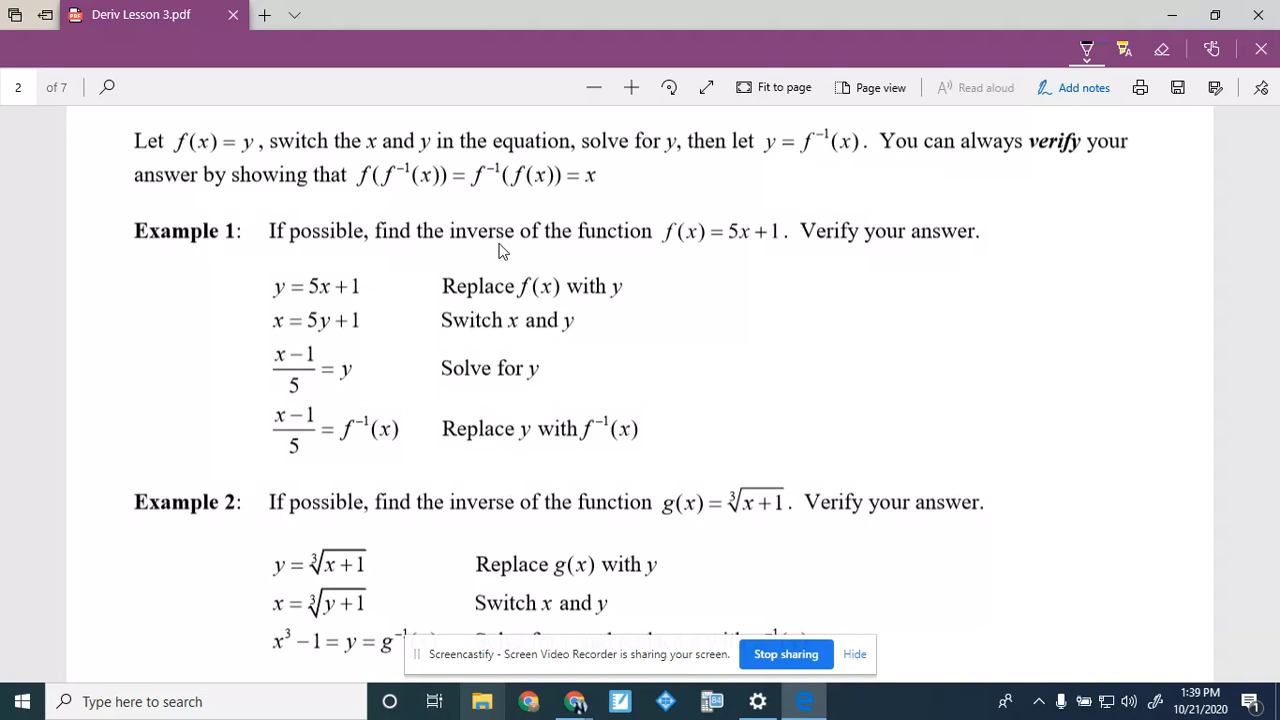 Deriv Lesson 3.pdf
2 of 7 Fit to page Page view Read aloud Add notes
Let f(x) = y, switch the x and y in the equation, solve for y, then let y = f⁻¹(x). You can always verify your
answer by showing that f(f⁻¹(x)) = f⁻¹(f(x)) = x
Example 1: If possible, find the inverse of the function f(x) = 5x + 1. Verify your answer.
y = 5x + 1 Replace f(x) with y
x = 5y + 1 Switch x and y
(x − 1)/5 = y Solve for y
(x − 1)/5 = f⁻¹(x) Replace y with f⁻¹(x)
Example 2: If possible, find the inverse of the function g(x) = ∛(x + 1). Verify your answer.
y = ∛(x + 1) Replace g(x) with y
x = ∛(y + 1) Switch x and y
x³ − 1 = y = g⁻¹
Screencastify - Screen Video Recorder is sharing your screen. Stop sharing Hide
Type here to search
1:39 PM
10/21/2020
1